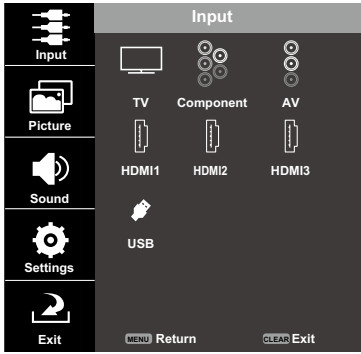 Input
Input
TV Component AV
Picture
HDMI1 HDMI2 HDMI3
Sound
USB
Settings
Exit
MENU Return CLEAR Exit